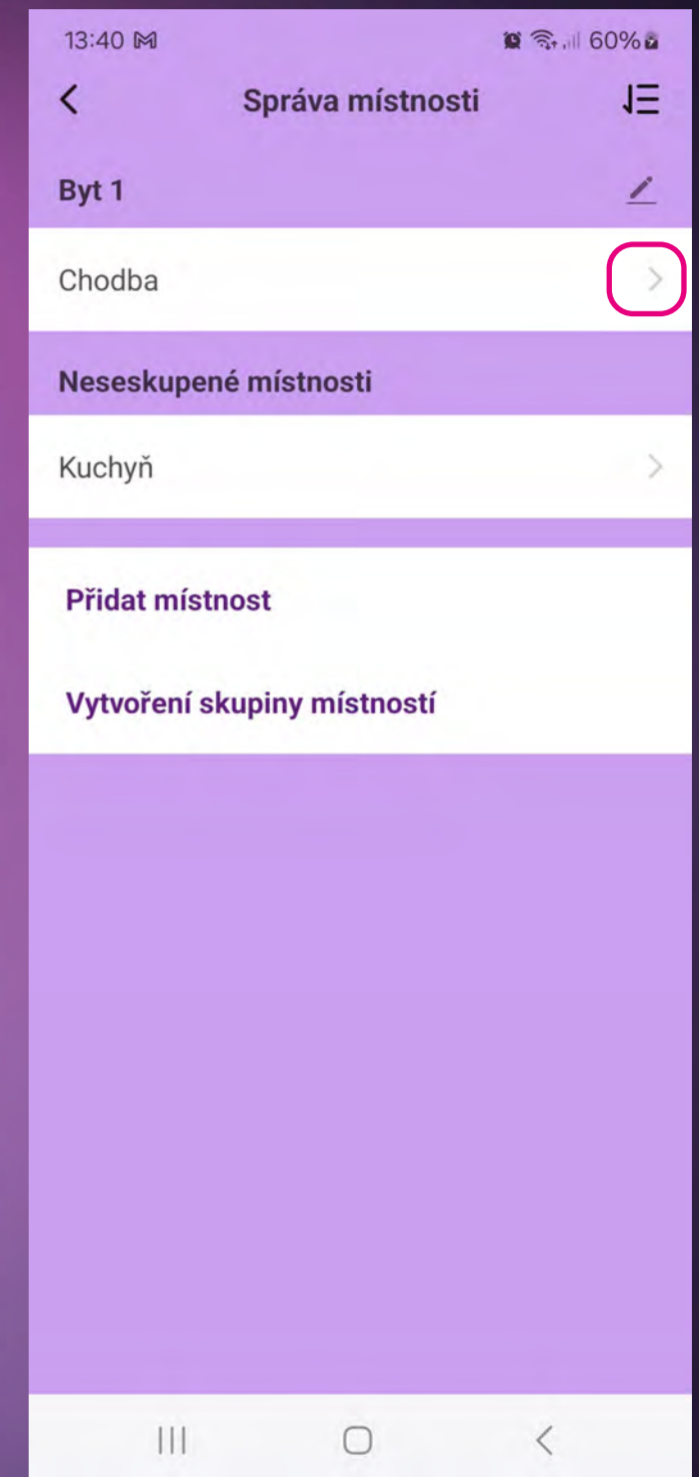 13:40
60%
Správa místnosti
Byt 1
Chodba
Neseskupené místnosti
Kuchyň
Přidat místnost
Vytvoření skupiny místností